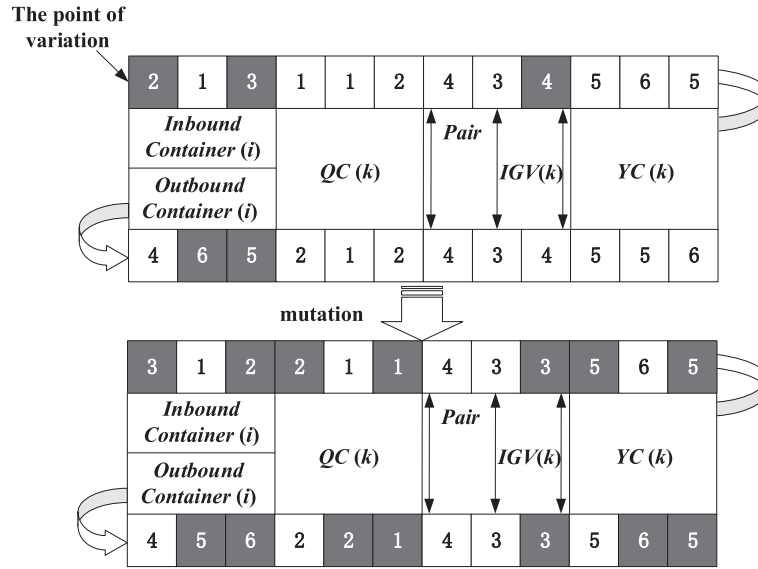 The point of
variation
2 1 3 1 1 2 4 3 4 5 6 5
Inbound
Container (i)
Outbound
Container (i)
QC (k)
Pair
IGV(k)
YC (k)
4 6 5 2 1 2 4 3 4 5 5 6
mutation
3 1 2 2 1 1 4 3 3 5 6 5
Inbound
Container (i)
Outbound
Container (i)
QC (k)
Pair
IGV(k)
YC (k)
4 5 6 2 2 1 4 3 3 5 6 5